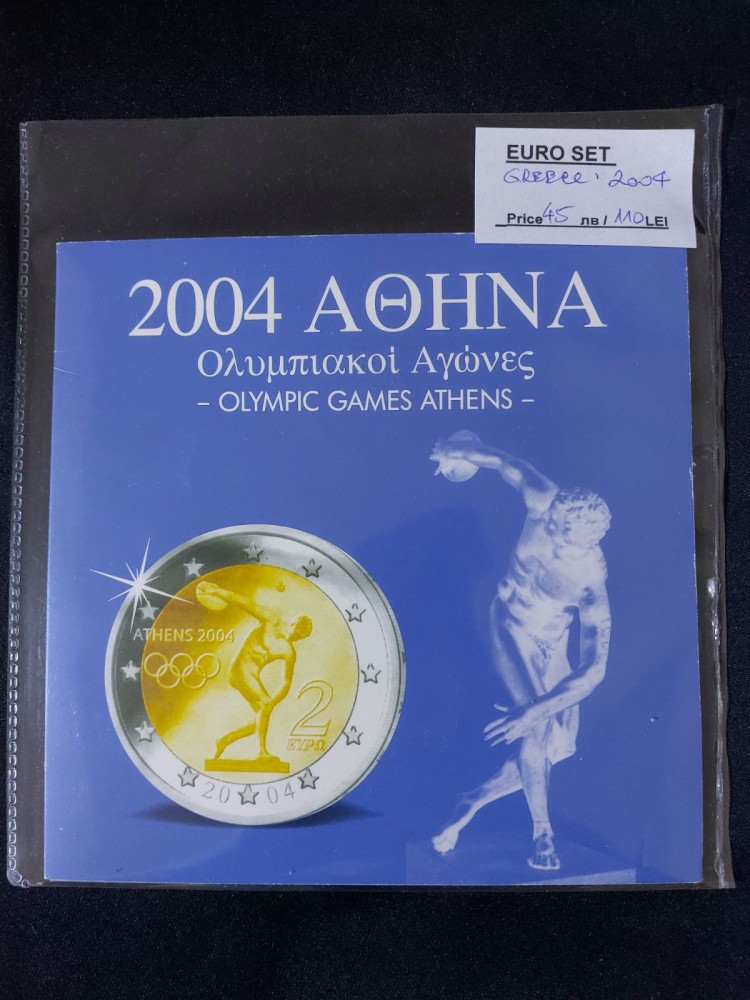 EURO SET
GREECE' 2004
Price 45 лв / 110 LEI
2004 ΑΘΗΝΑ
Ολυμπιακοί Αγώνες
– OLYMPIC GAMES ATHENS –
ATHENS 2004
2
ΕΥΡΩ
20 04